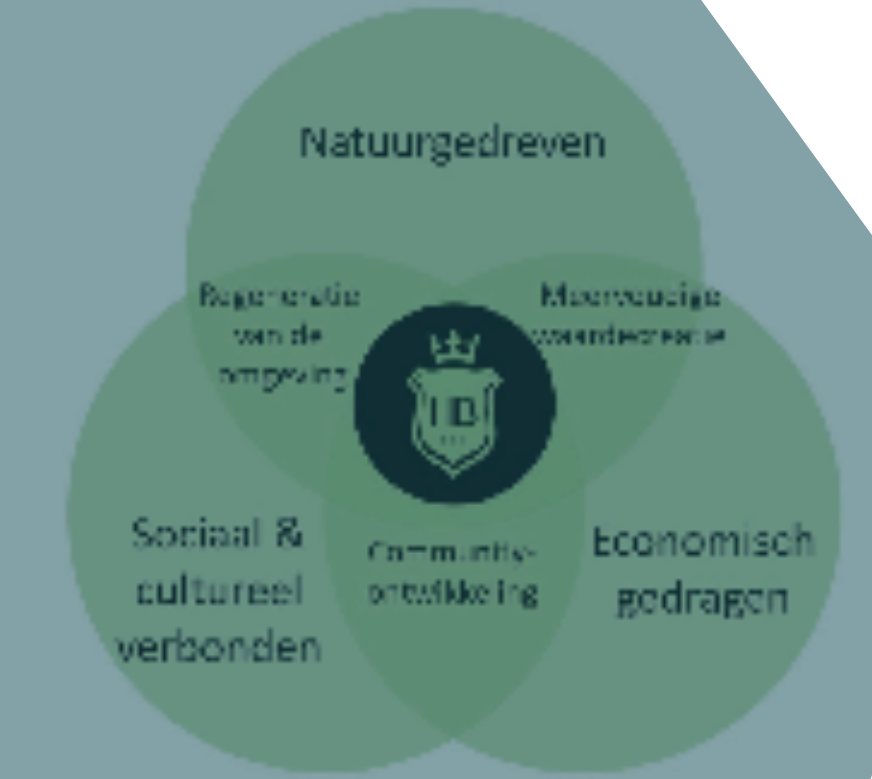 Natuurgedreven
Regeneratie
van de
omgeving
Meervoudige
waardecreatie
Sociaal &
cultureel
verbonden
Community-
ontwikkeling
Economisch
gedragen